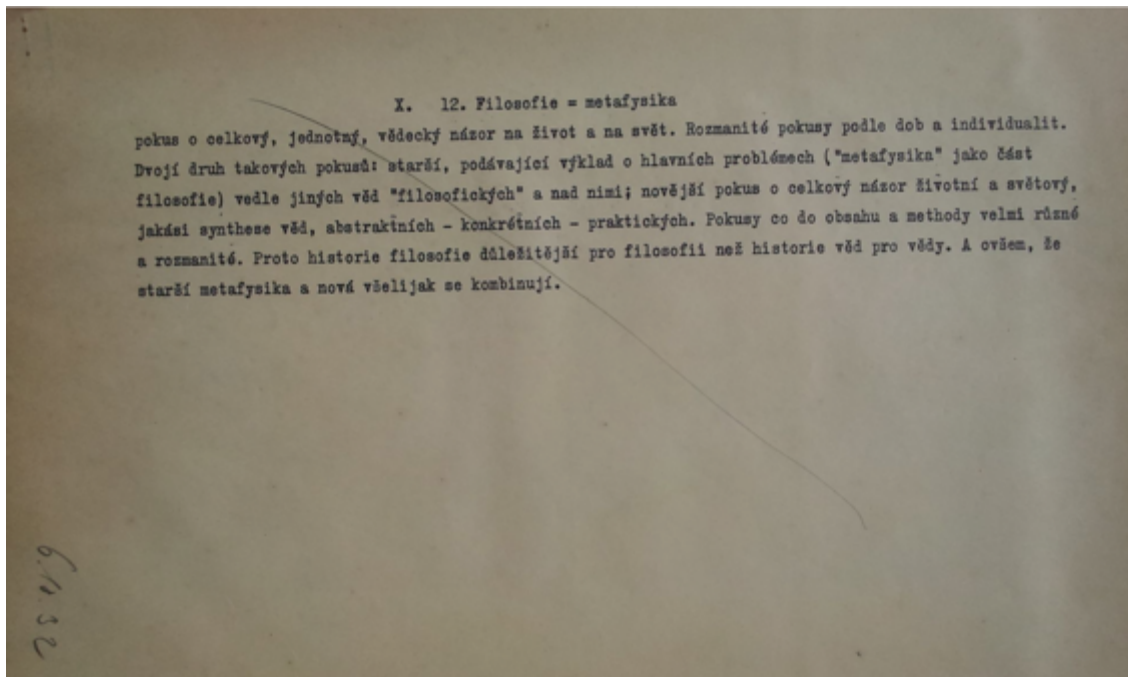 X. 12. Filosofie = metafysika
pokus o celkový, jednotný, vědecký názor na život a na svět. Rozmanité pokusy podle dob a individualit.
Dvojí druh takových pokusů: starší, podávající výklad o hlavních problémech ("metafysika" jako část
filosofie) vedle jiných věd "filosofických" a nad nimi; novější pokus o celkový názor životní a světový,
jakási synthese věd, abstraktních - konkrétních - praktických. Pokusy co do obsahu a methody velmi různé
a rozmanité. Proto historie filosofie důležitější pro filosofii než historie věd pro vědy. A ovšem, že
starší metafysika a nová všelijak se kombinují.
6.10.32